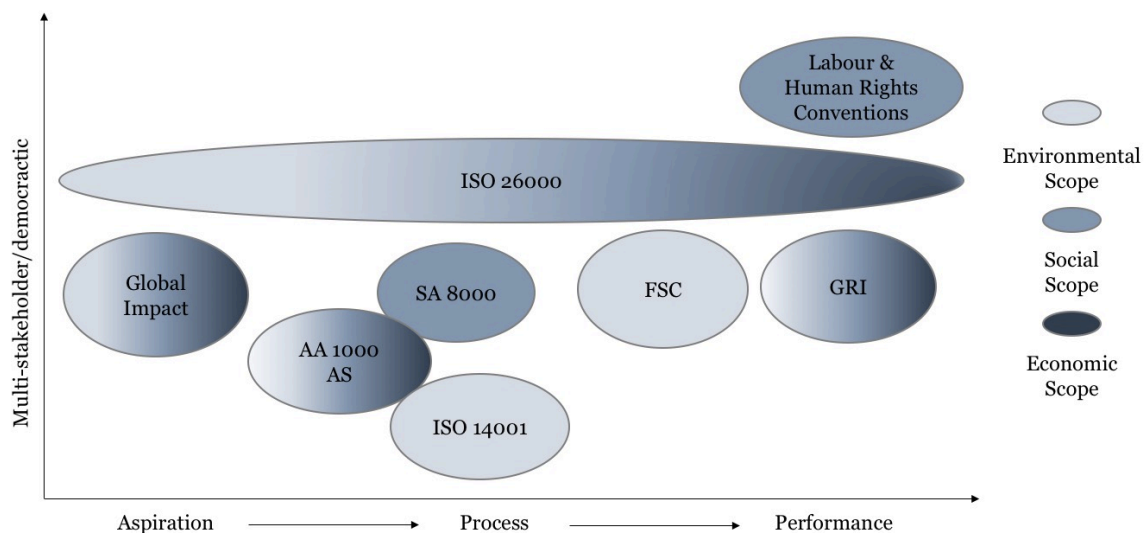 Multi-stakeholder/democractic
Labour &
Human Rights
Conventions
ISO 26000
Global
Impact
SA 8000
FSC
GRI
AA 1000
AS
ISO 14001
Aspiration
Process
Performance
Environmental
Scope
Social
Scope
Economic
Scope